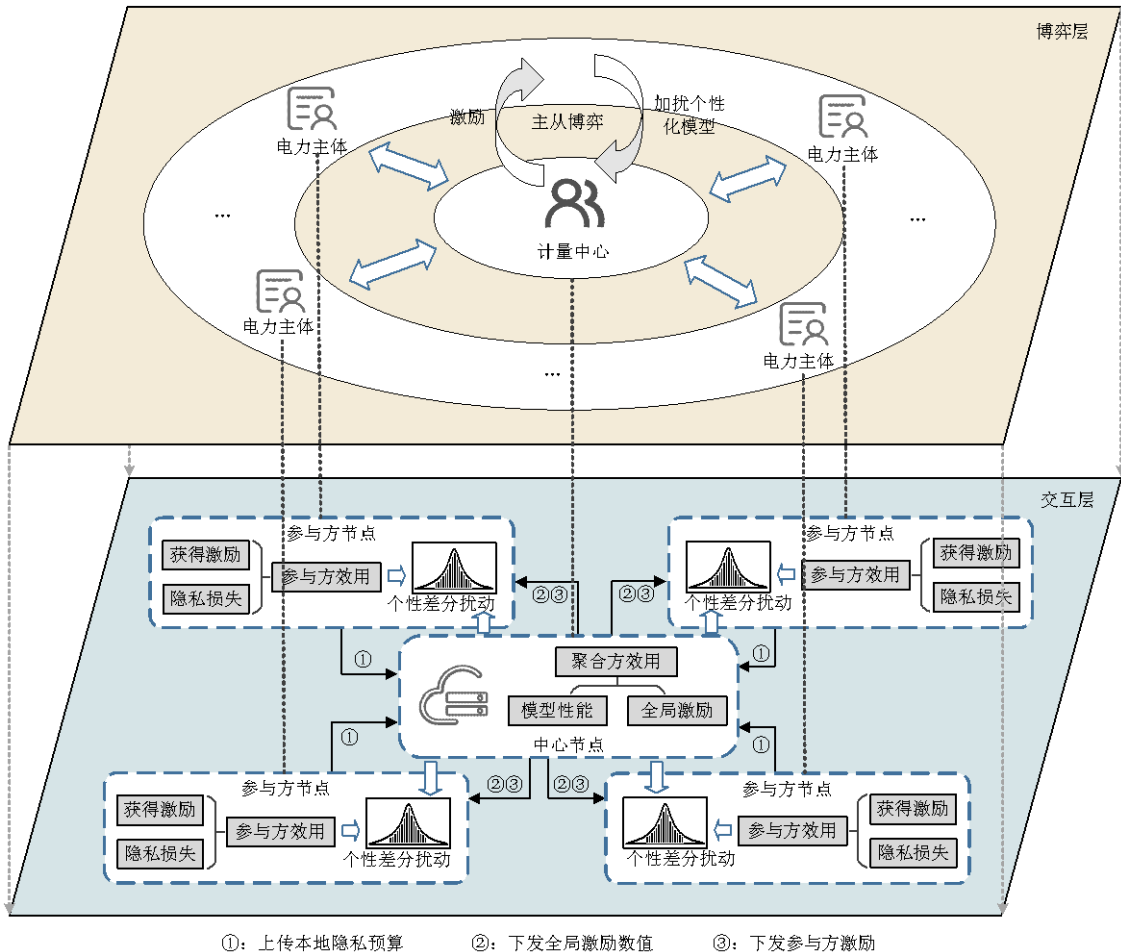 博弈层
激励
主从博弈
加扰个性
化模型
电力主体
电力主体
...
...
计量中心
电力主体
电力主体
...
交互层
参与方节点
获得激励
隐私损失
参与方效用
个性差分扰动
参与方节点
获得激励
隐私损失
参与方效用
个性差分扰动
②③
②③
①
①
聚合方效用
模型性能
全局激励
中心节点
①
①
②③
②③
参与方节点
获得激励
隐私损失
参与方效用
个性差分扰动
参与方节点
获得激励
隐私损失
参与方效用
个性差分扰动
①：上传本地隐私预算 ②：下发全局激励数值 ③：下发参与方激励